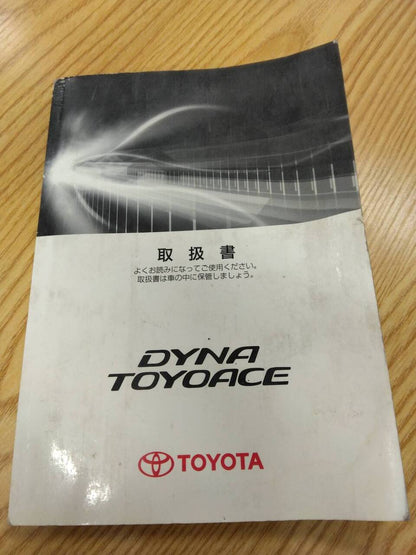 取扱書
よくお読みになってご使用ください。
取扱書は車の中に保管しましょう。
DYNA
TOYOACE
TOYOTA